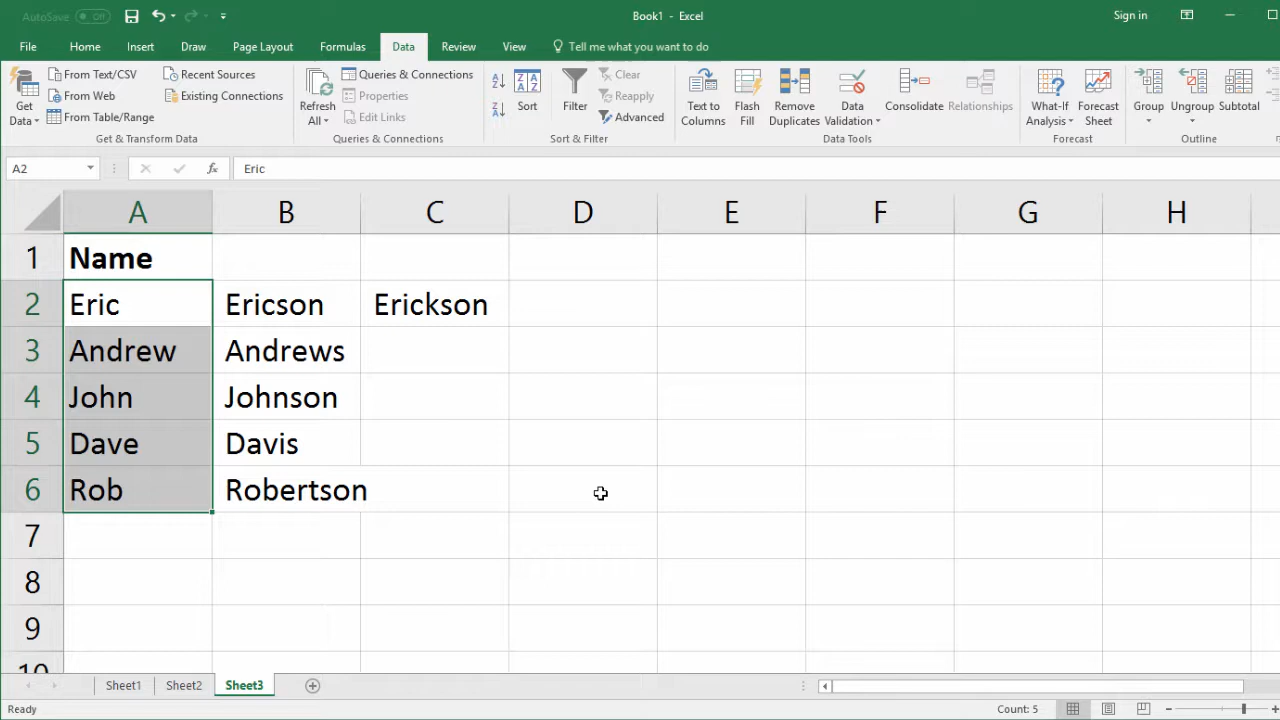 AutoSave Off Book1 - Excel Sign in
File Home Insert Draw Page Layout Formulas Data Review View Tell me what you want to do
Get Data
From Text/CSV
From Web
From Table/Range
Recent Sources
Existing Connections
Get & Transform Data
Refresh All
Queries & Connections
Properties
Edit Links
Queries & Connections
Sort
Filter
Clear
Reapply
Advanced
Sort & Filter
Text to Columns
Flash Fill
Remove Duplicates
Data Validation
Consolidate
Relationships
Data Tools
What-If Analysis
Forecast Sheet
Forecast
Group
Ungroup
Subtotal
Outline
A2 fx Eric
A B C D E F G H
1 Name
2 Eric Ericson Erickson
3 Andrew Andrews
4 John Johnson
5 Dave Davis
6 Rob Robertson
7
8
9
10
Sheet1 Sheet2 Sheet3
Ready Count: 5